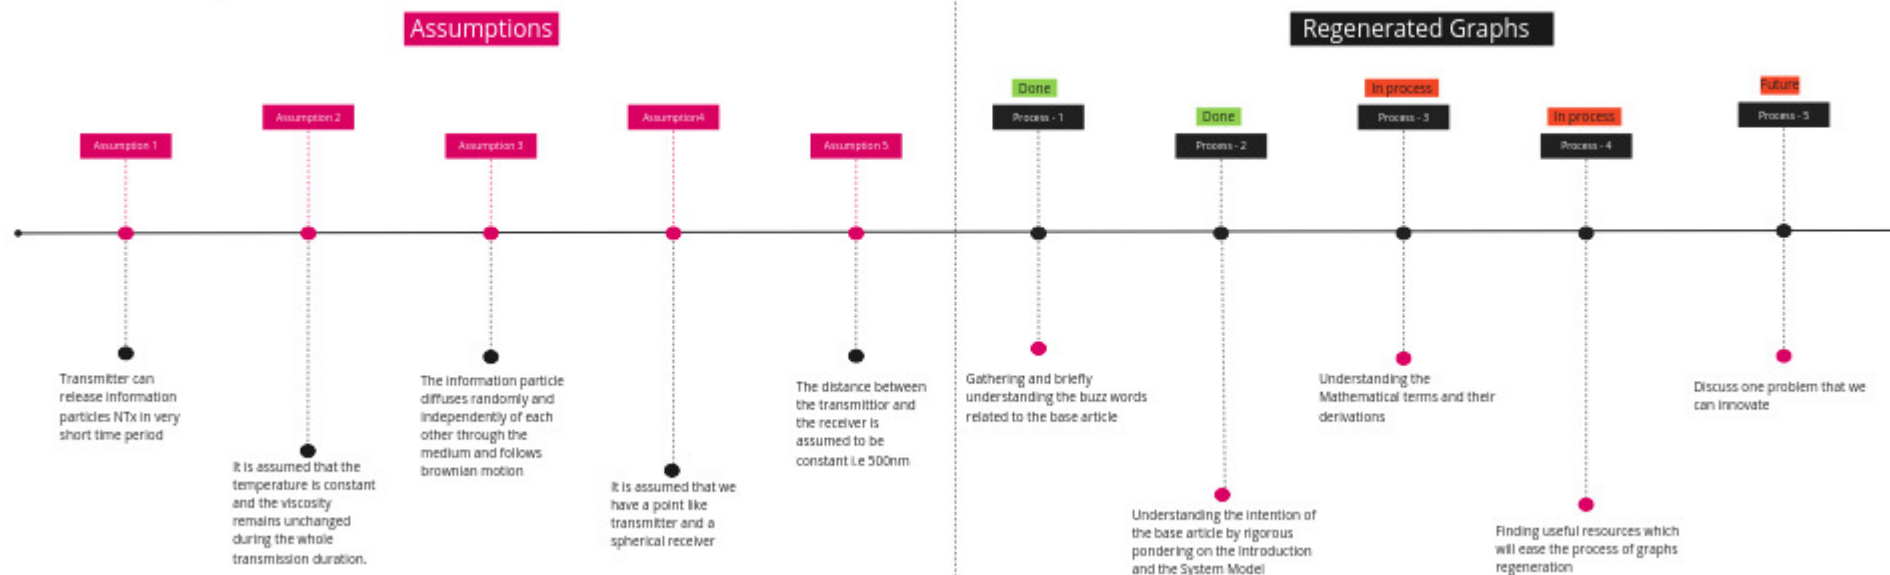 Assumptions
Assumption 1
Assumption 2
Assumption 3
Assumption4
Assumption 5
Transmitter can
release information
particles NTx in very
short time period
It is assumed that the
temperature is constant
and the viscosity
remains unchanged
during the whole
transmission duration.
The information particle
diffuses randomly and
independently of each
other through the
medium and follows
brownian motion
It is assumed that we
have a point like
transmitter and a
spherical receiver
The distance between
the transmittior and
the receiver is
assumed to be
constant i.e 500nm
Regenerated Graphs
Done
Process - 1
Done
Process - 2
In process
Process - 3
In process
Process - 4
Future
Process - 5
Gathering and briefly
understanding the buzz words
related to the base article
Understanding the intention of
the base article by rigorous
pondering on the Introduction
and the System Model
Understanding the
Mathematical terms and their
derivations
Finding useful resources which
will ease the process of graphs
regeneration
Discuss one problem that we
can innovate